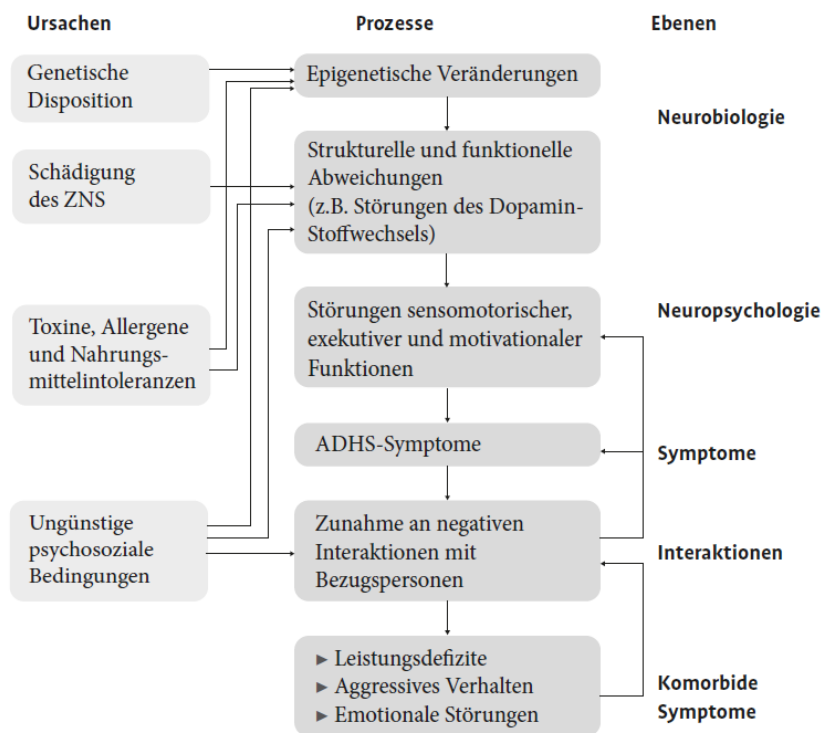 Ursachen
Prozesse
Ebenen
Genetische
Disposition
Epigenetische Veränderungen
Neurobiologie
Schädigung
des ZNS
Strukturelle und funktionelle
Abweichungen
(z.B. Störungen des Dopamin-
Stoffwechsels)
Toxine, Allergene
und Nahrungs-
mittelintoleranzen
Störungen sensomotorischer,
exekutiver und motivationaler
Funktionen
Neuropsychologie
ADHS-Symptome
Symptome
Ungünstige
psychosoziale
Bedingungen
Zunahme an negativen
Interaktionen mit
Bezugspersonen
Interaktionen
▶ Leistungsdefizite
▶ Aggressives Verhalten
▶ Emotionale Störungen
Komorbide
Symptome